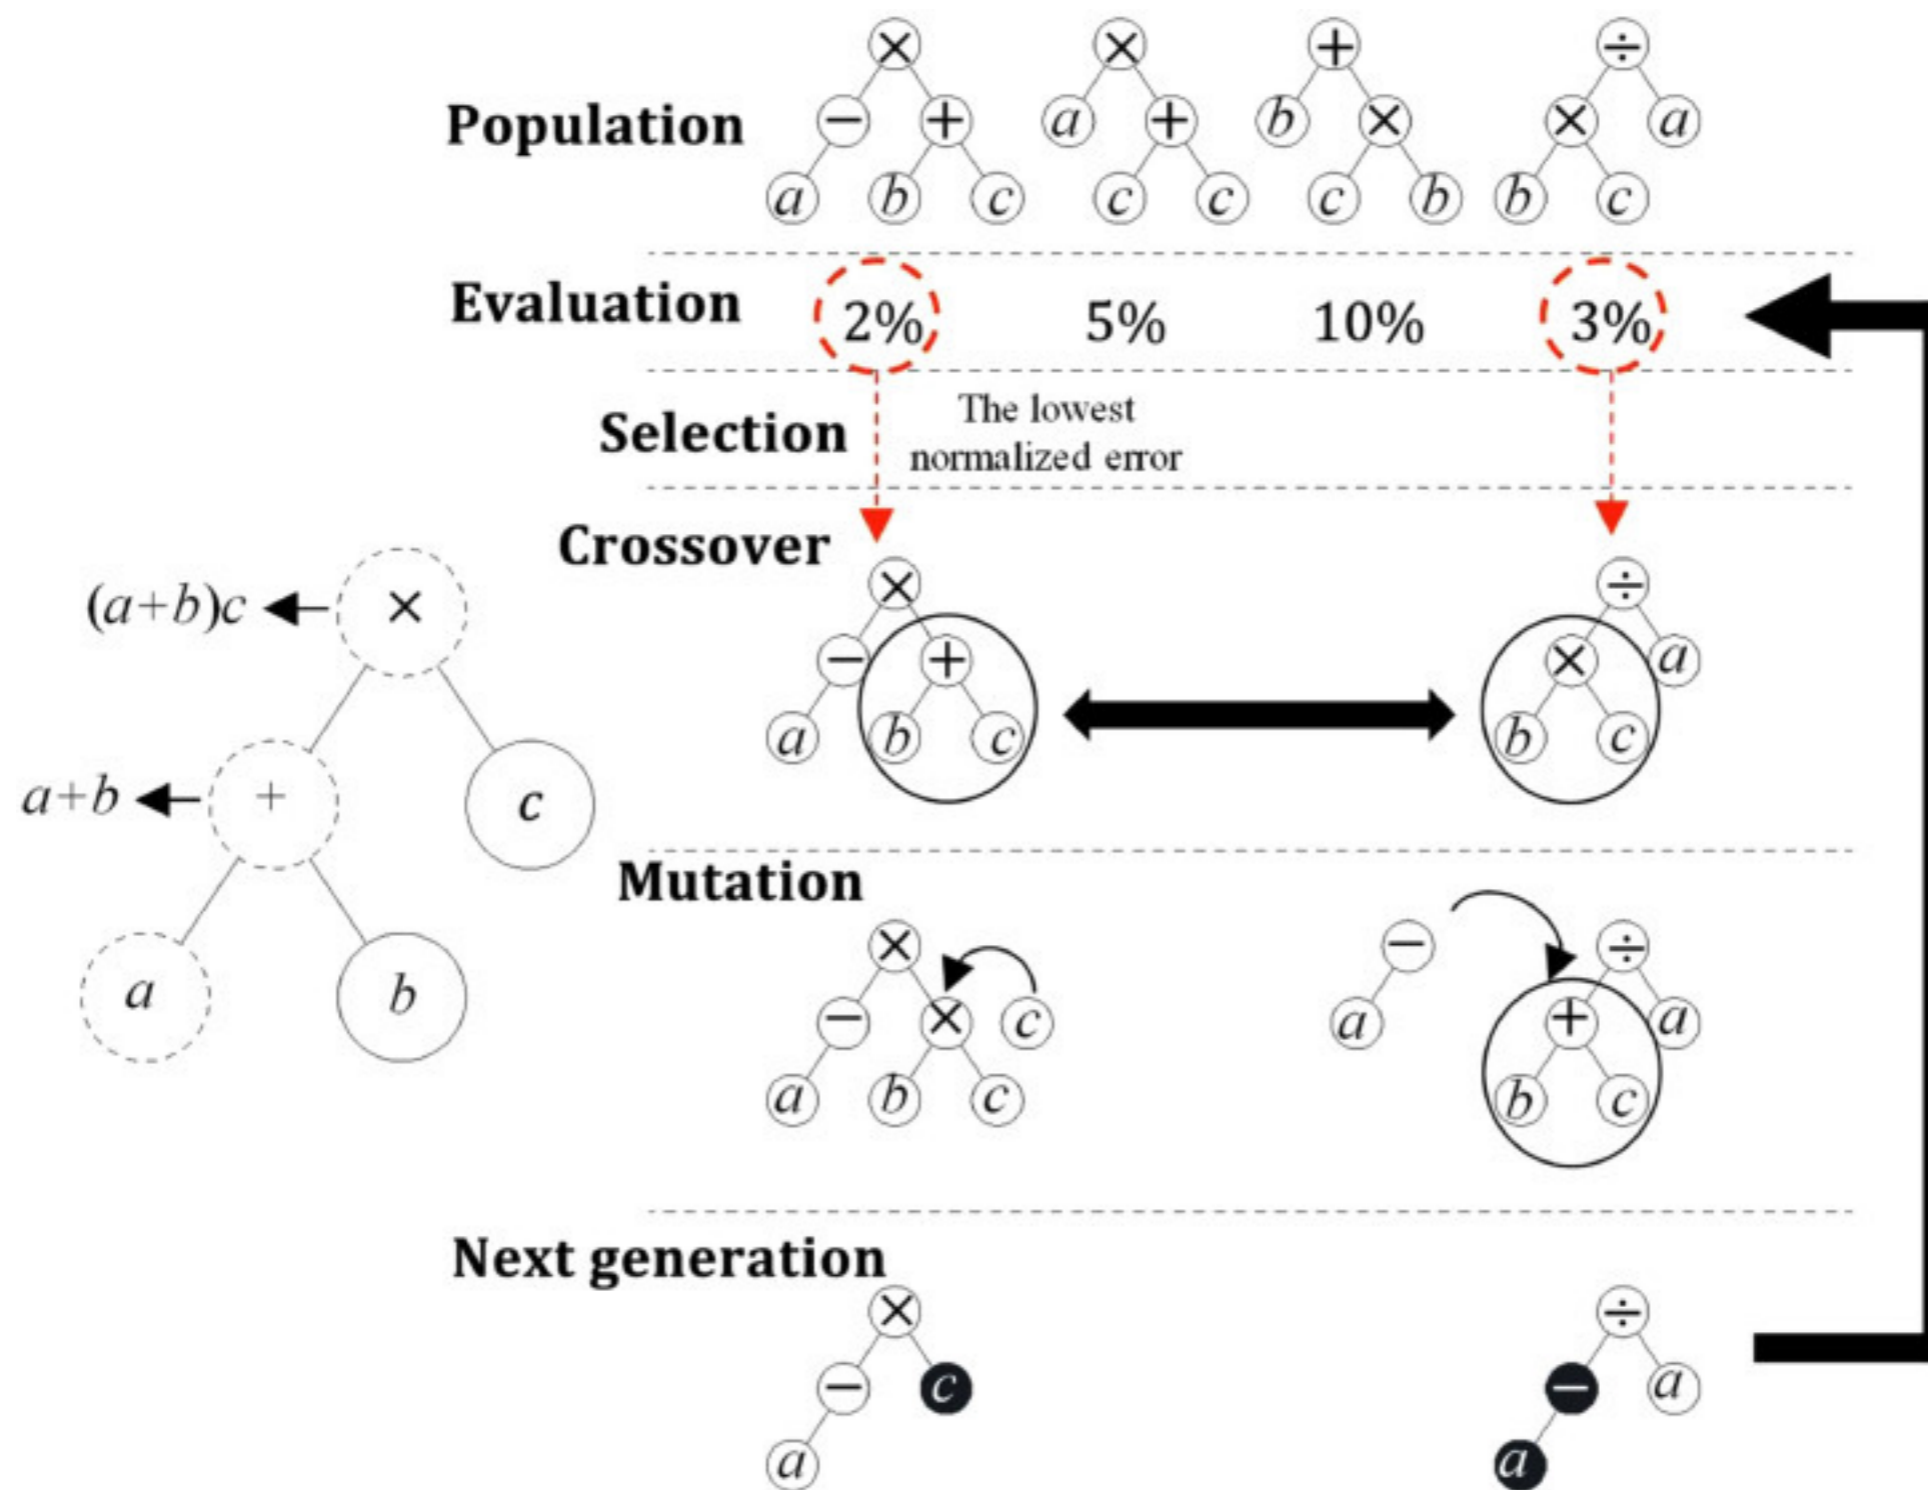 × × + ÷
Population
− + a + b × × a
a b c c c c b b c
Evaluation
2% 5% 10% 3%
Selection
The lowest
normalized error
Crossover
× ÷
− + × a
a b c b c
(a+b)c ×
a+b + c
a b
Mutation
× − ÷
− × c a + a
a b c b c
Next generation
× ÷
− c − a
a a